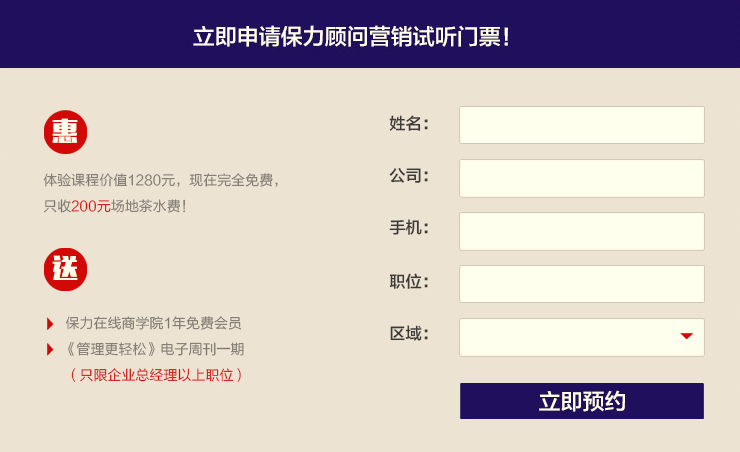 立即申请保力顾问营销试听门票！
惠
体验课程价值1280元，现在完全免费，
只收200元场地茶水费！
送
保力在线商学院1年免费会员
《管理更轻松》电子周刊一期
（只限企业总经理以上职位）
姓名：
公司：
手机：
职位：
区域：
立即预约